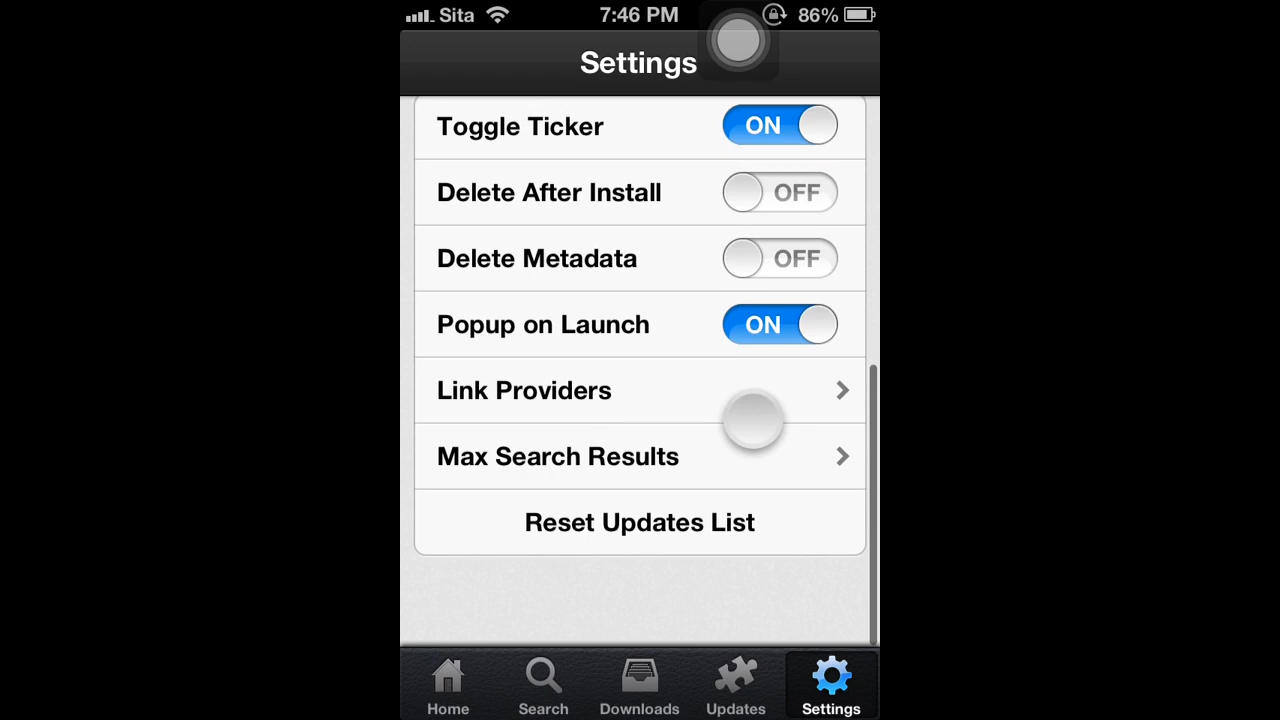 Sita 7:46 PM 86%
Settings
Toggle Ticker ON
Delete After Install OFF
Delete Metadata OFF
Popup on Launch ON
Link Providers
Max Search Results
Reset Updates List
Home Search Downloads Updates Settings